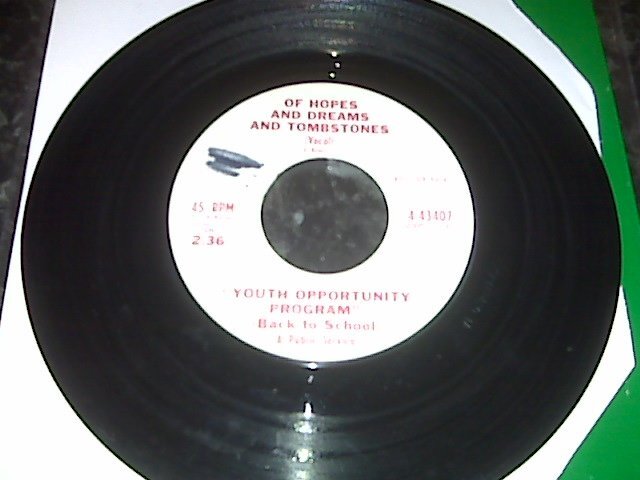 OF HOPES
AND DREAMS
AND TOMBSTONES
(Vocal)
45 RPM
2:36
4-43407
"YOUTH OPPORTUNITY
PROGRAM"
Back to School
A Public Service